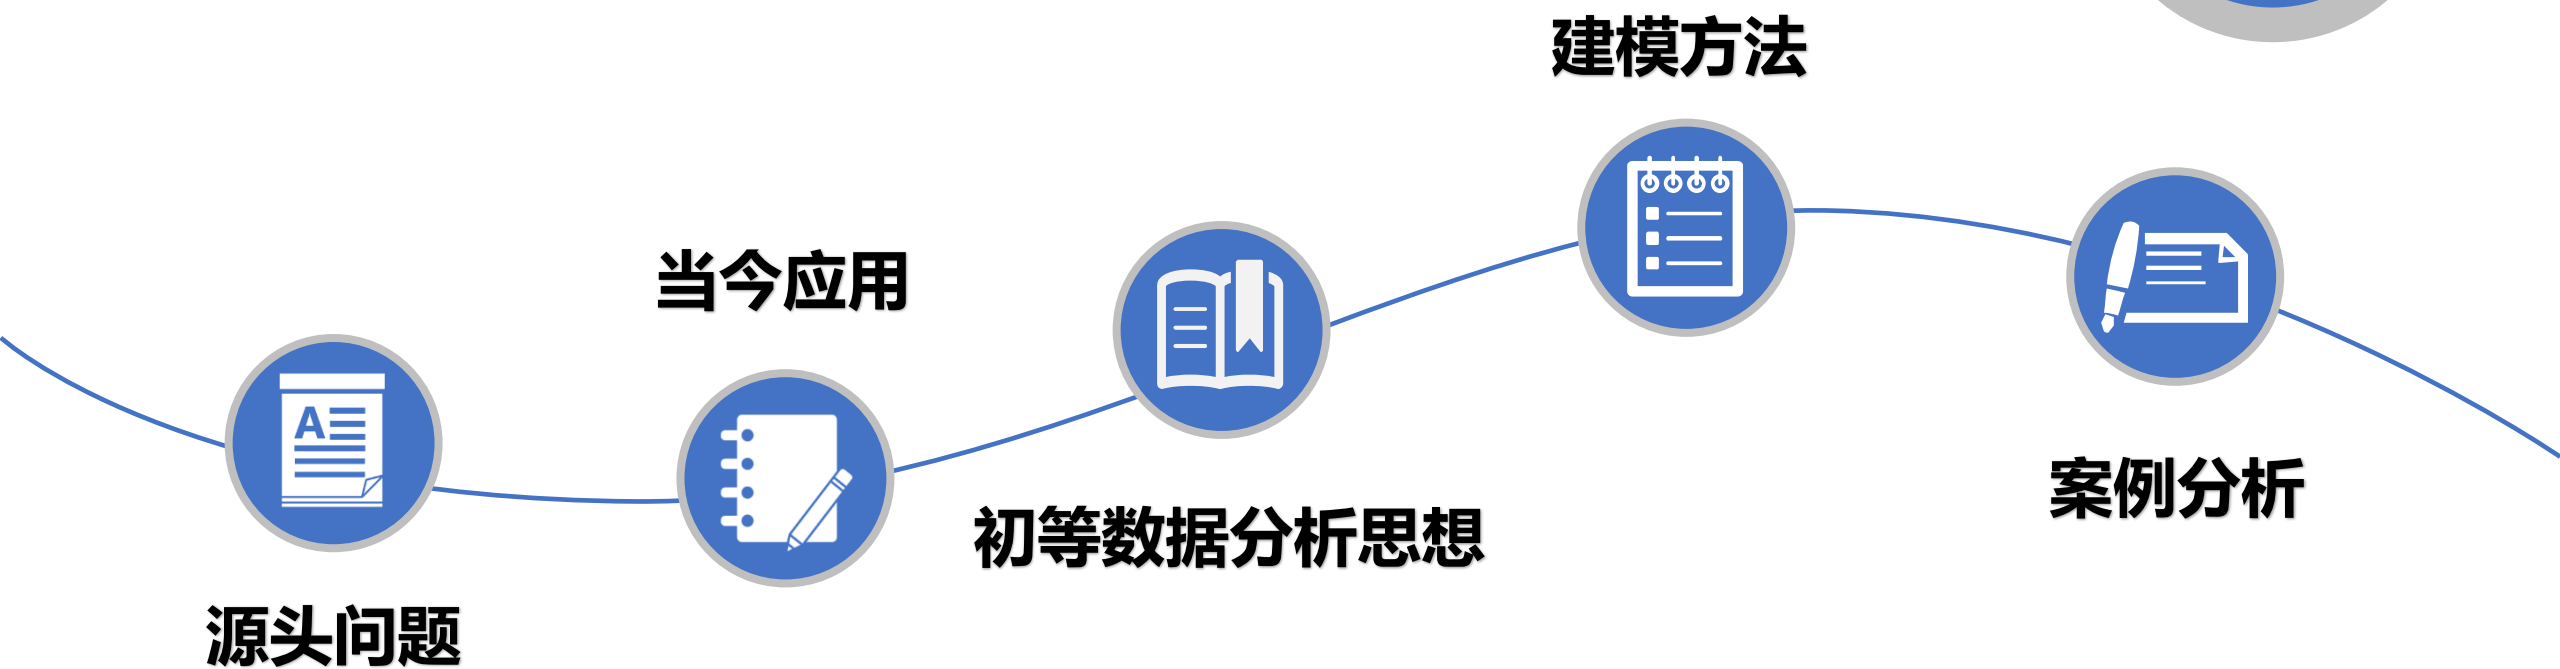 源头问题
当今应用
初等数据分析思想
建模方法
案例分析
A